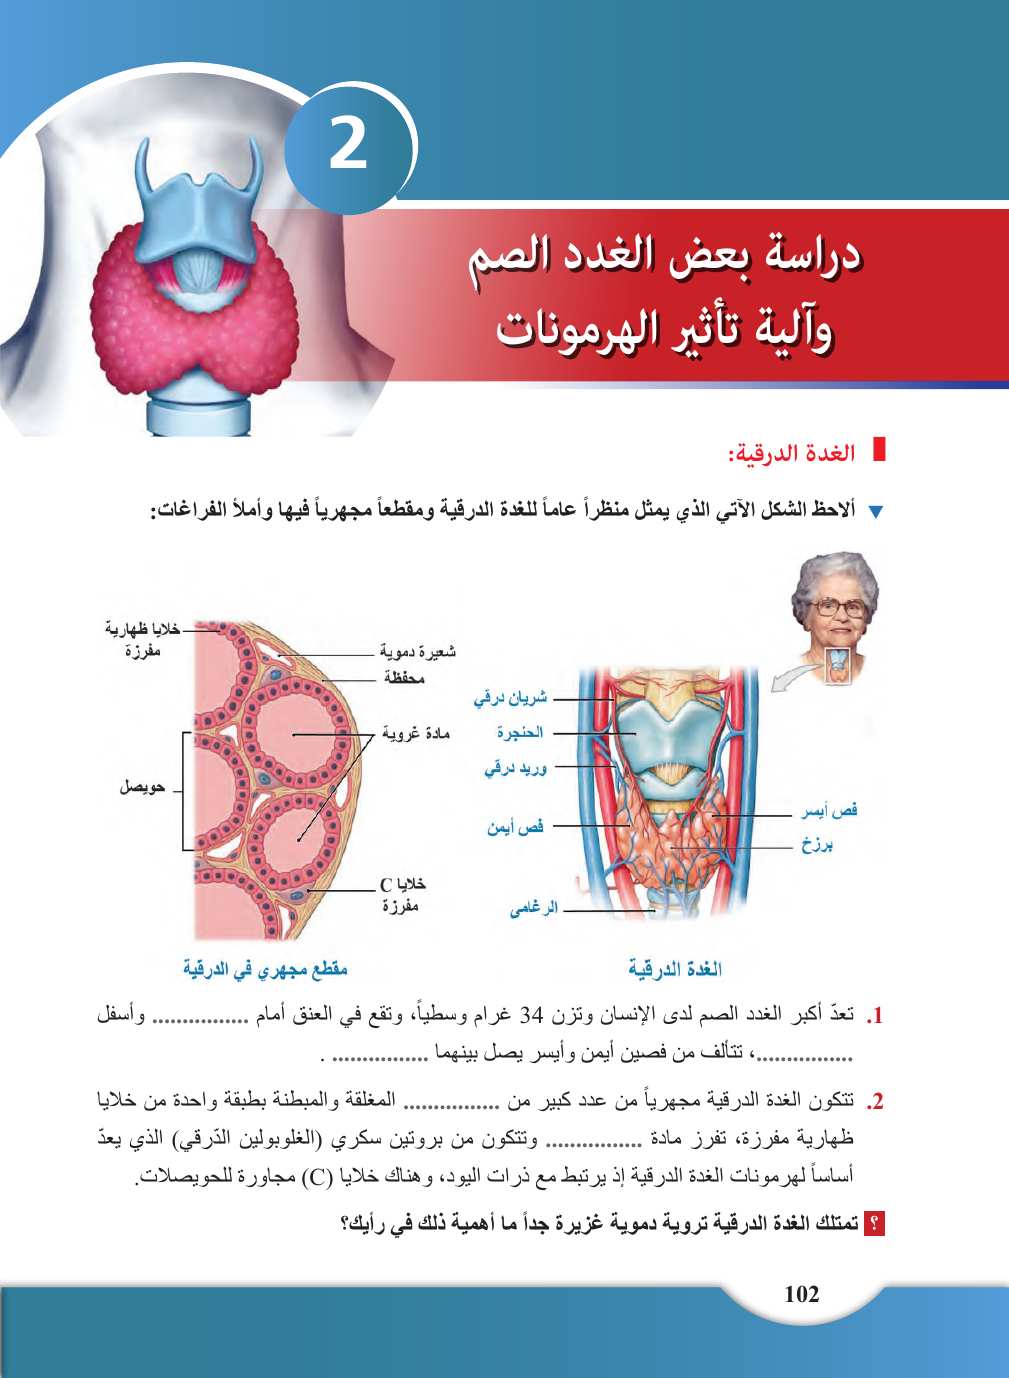 2
دراسة بعض الغدد الصم
وآلية تأثير الهرمونات
الغدة الدرقية:
ألاحظ الشكل الآتي الذي يمثل منظراً عاماً للغدة الدرقية ومقطعاً مجهرياً فيها وأملأ الفراغات:
شريان درقي
الحنجرة
وريد درقي
فص أيمن
الرغامى
فص أيسر
برزخ
الغدة الدرقية
خلايا ظهارية
مفرزة
شعيرة دموية
محفظة
مادة غروية
حويصل
خلايا C
مفرزة
مقطع مجهري في الدرقية
1. تعدّ أكبر الغدد الصم لدى الإنسان وتزن 34 غرام وسطياً، وتقع في العنق أمام ................ وأسفل
................، تتألف من فصين أيمن وأيسر يصل بينهما ................ .
2. تتكون الغدة الدرقية مجهرياً من عدد كبير من ................ المغلقة والمبطنة بطبقة واحدة من خلايا
ظهارية مفرزة، تفرز مادة ................ وتتكون من بروتين سكري (الغلوبولين الدّرقي) الذي يعدّ
أساساً لهرمونات الغدة الدرقية إذ يرتبط مع ذرات اليود، وهناك خلايا (C) مجاورة للحويصلات.
؟ تمتلك الغدة الدرقية تروية دموية غزيرة جداً ما أهمية ذلك في رأيك؟
102